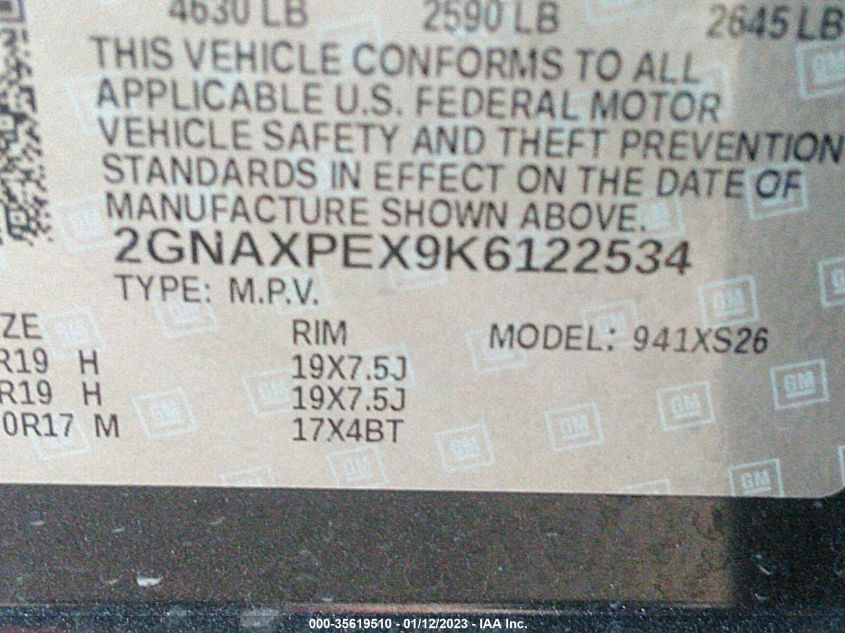 4630 LB 2590 LB 2645 LB
THIS VEHICLE CONFORMS TO ALL
APPLICABLE U.S. FEDERAL MOTOR
VEHICLE SAFETY AND THEFT PREVENTION
STANDARDS IN EFFECT ON THE DATE OF
MANUFACTURE SHOWN ABOVE.
2GNAXPEX9K6122534
TYPE: M.P.V.
ZE RIM MODEL: 941XS26
R19 H 19X7.5J
R19 H 19X7.5J
0R17 M 17X4BT
GM
000-35619510 - 01/12/2023 - IAA Inc.